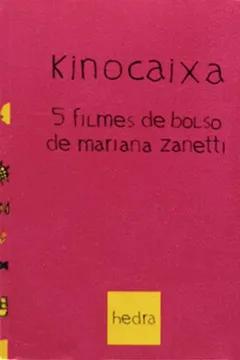 Kinocaixa
5 filmes de bolso
de mariana zanetti
hedra